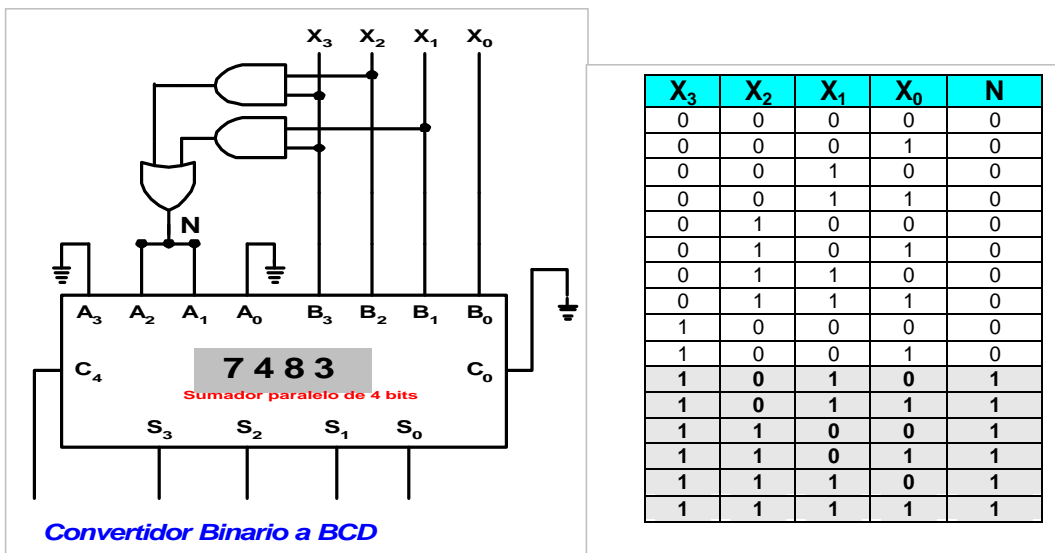 X₃ X₂ X₁ X₀
N
A₃ A₂ A₁ A₀ B₃ B₂ B₁ B₀
C₄ 7 4 8 3 C₀
Sumador paralelo de 4 bits
S₃ S₂ S₁ S₀
Convertidor Binario a BCD
X₃ X₂ X₁ X₀ N
0 0 0 0 0
0 0 0 1 0
0 0 1 0 0
0 0 1 1 0
0 1 0 0 0
0 1 0 1 0
0 1 1 0 0
0 1 1 1 0
1 0 0 0 0
1 0 0 1 0
1 0 1 0 1
1 0 1 1 1
1 1 0 0 1
1 1 0 1 1
1 1 1 0 1
1 1 1 1 1